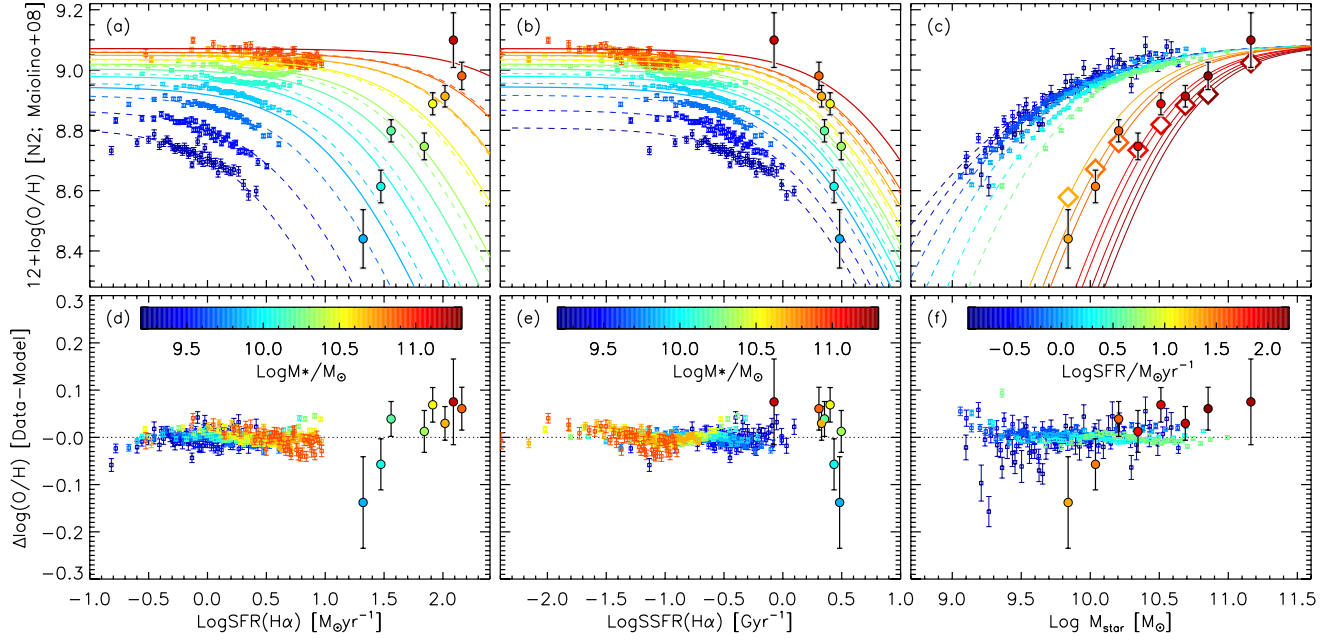 (a)
(b)
(c)
12+log(O/H) [N2; Maiolino+08]
9.2
9.0
8.8
8.6
8.4
(d)
(e)
(f)
Δlog(O/H) [Data−Model]
0.3
0.2
0.1
−0.0
−0.1
−0.2
−0.3
9.5 10.0 10.5 11.0
LogM*/M⊙
9.5 10.0 10.5 11.0
LogM*/M⊙
−0.5 0.0 0.5 1.0 1.5 2.0
LogSFR/M⊙yr⁻¹
−1.0 −0.5 0.0 0.5 1.0 1.5 2.0
LogSFR(Hα) [M⊙yr⁻¹]
−2.0 −1.5 −1.0 −0.5 0.0 0.5 1.0
LogSSFR(Hα) [Gyr⁻¹]
9.0 9.5 10.0 10.5 11.0 11.5
Log Mstar [M⊙]